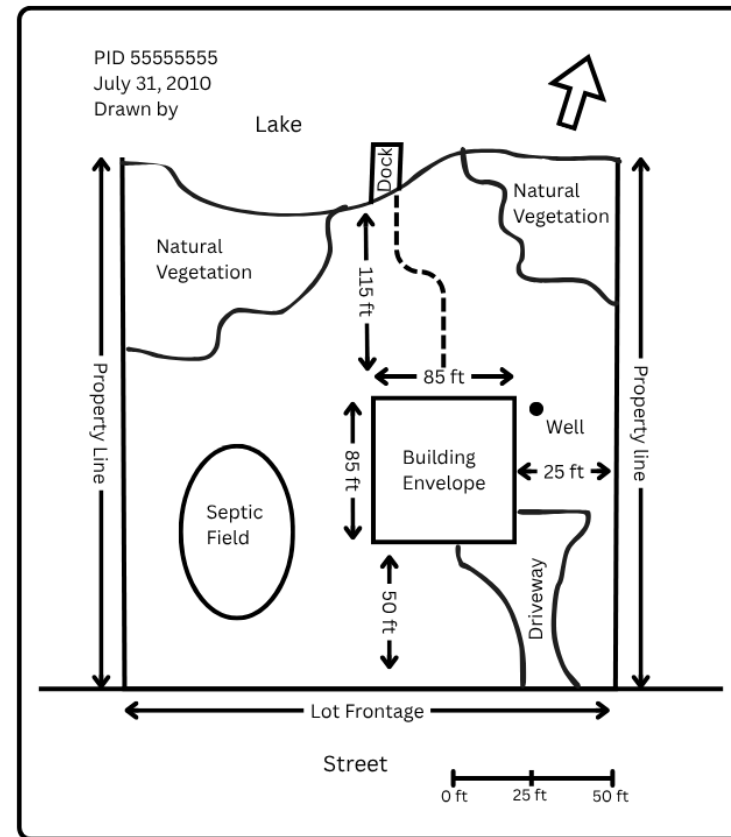 PID 55555555
July 31, 2010
Drawn by
Lake
Dock
Natural
Vegetation
Natural
Vegetation
115 ft
85 ft
Property Line
Property line
Well
85 ft
Building
Envelope
25 ft
Septic
Field
Driveway
50 ft
Lot Frontage
Street
0 ft
25 ft
50 ft